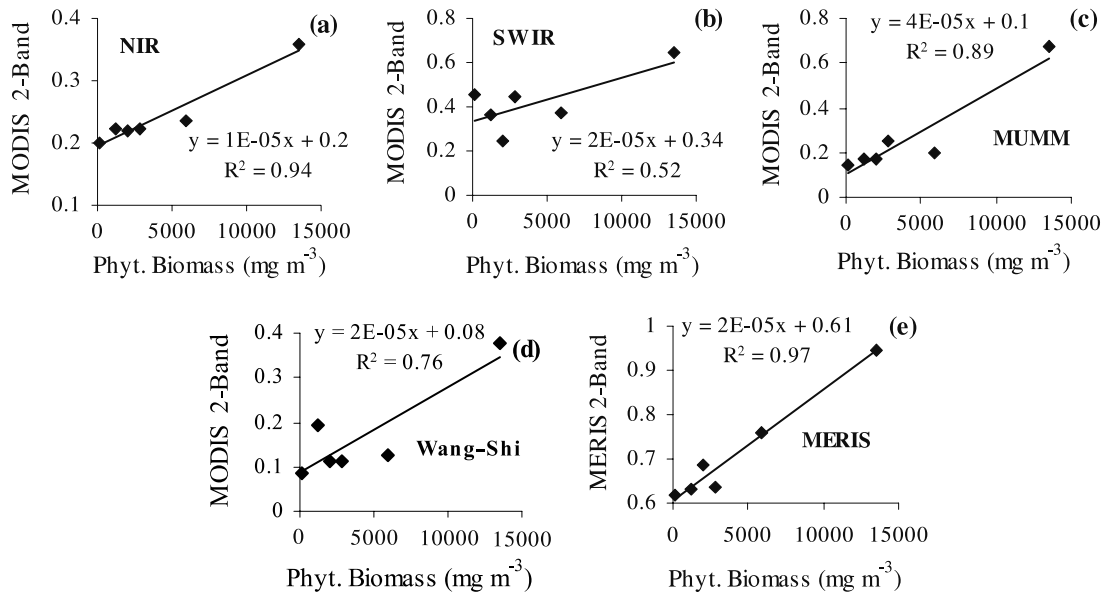 (a)
NIR
MODIS 2-Band
0.4
0.3
0.2
0.1
y = 1E-05x + 0.2
R² = 0.94
0 5000 10000 15000
Phyt. Biomass (mg m⁻³)
(b)
SWIR
MODIS 2-Band
0.8
0.6
0.4
0.2
0
y = 2E-05x + 0.34
R² = 0.52
0 5000 10000 15000
Phyt. Biomass (mg m⁻³)
(c)
y = 4E-05x + 0.1
R² = 0.89
MODIS 2-Band
0.8
0.6
0.4
0.2
0
MUMM
0 5000 10000 15000
Phyt. Biomass (mg m⁻³)
y = 2E-05x + 0.08
R² = 0.76
(d)
MODIS 2-Band
0.4
0.3
0.2
0.1
0
Wang-Shi
0 5000 10000 15000
Phyt. Biomass (mg m⁻³)
y = 2E-05x + 0.61
R² = 0.97
(e)
MERIS 2-Band
1
0.9
0.8
0.7
0.6
MERIS
0 5000 10000 15000
Phyt. Biomass (mg m⁻³)